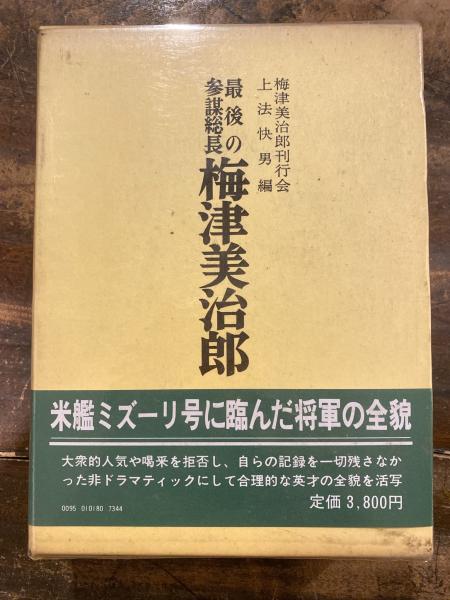 梅津美治郎刊行会
上法快男編
最後の
参謀総長
梅津美治郎
米艦ミズーリ号に臨んだ将軍の全貌
大衆的人気や喝采を拒否し、自らの記録を一切残さなか
った非ドラマティックにして合理的な英才の全貌を活写
定価3,800円
0095 010180 7344